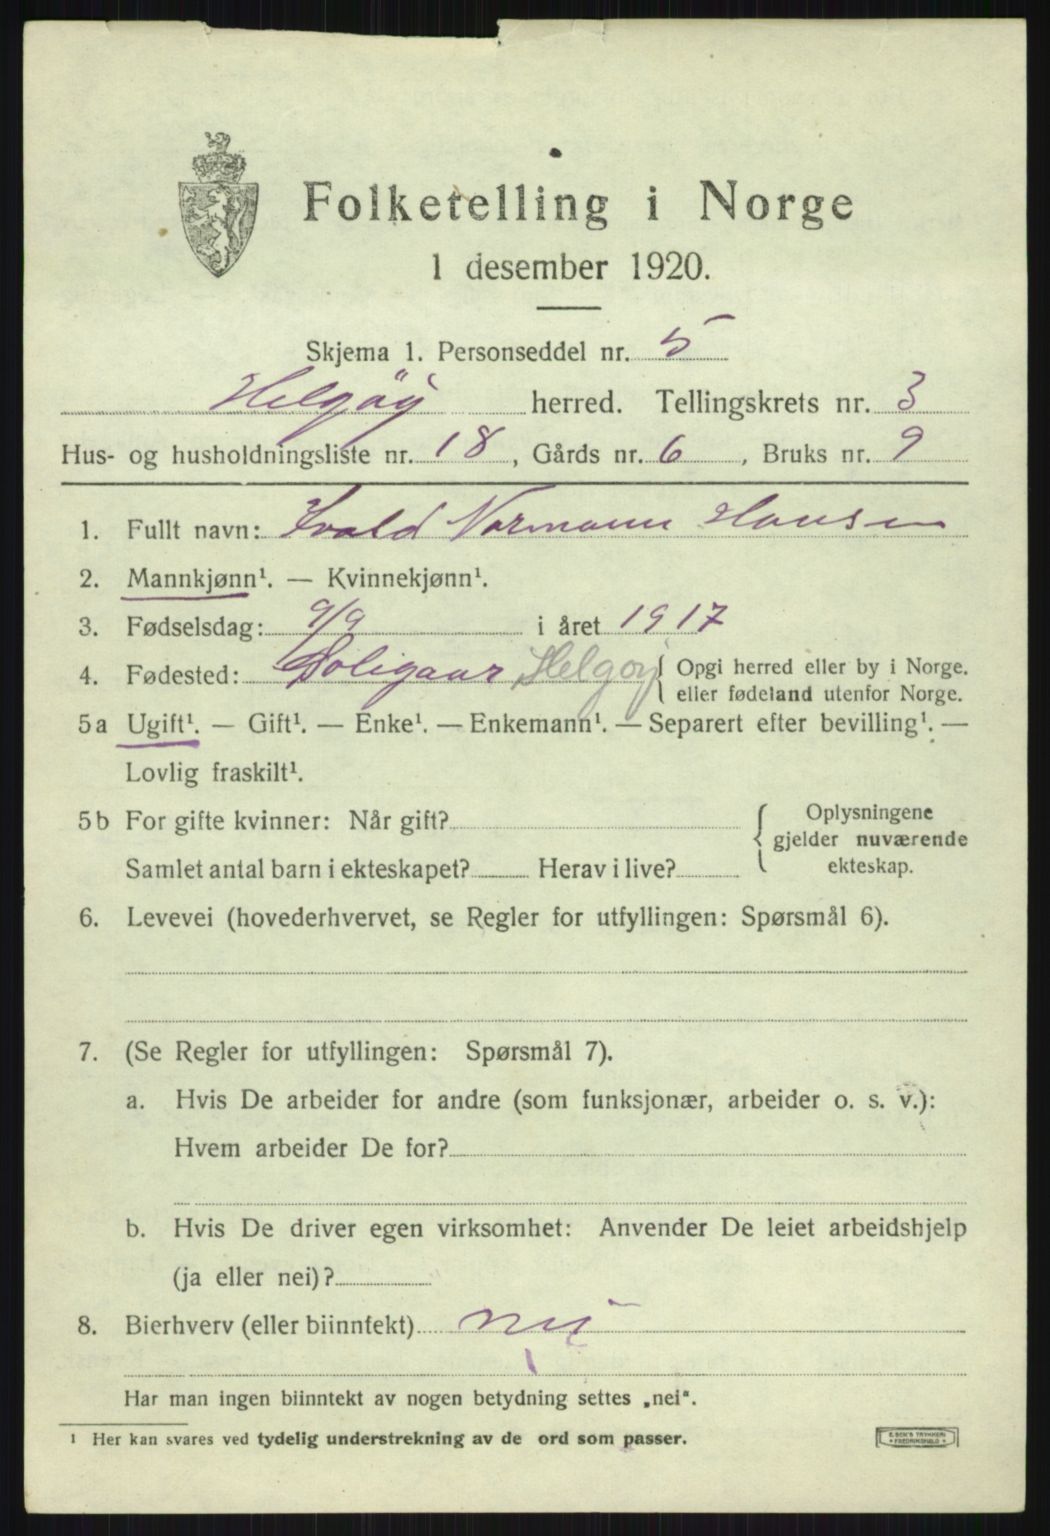 Folketelling i Norge
1 desember 1920.
Skjema 1. Personseddel nr. 5
Helgøy herred. Tellingskrets nr. 3
Hus- og husholdningsliste nr. 18, Gårds nr. 6, Bruks nr. 9
1. Fullt navn: Ivald Normann Hansen
2. Mannkjønn¹. — Kvinnekjønn¹.
3. Fødselsdag: 9/9 i året 1917
4. Fødested: Soligaar Helgøy { Opgi herred eller by i Norge.
eller fødeland utenfor Norge.
5a Ugift¹. — Gift¹. — Enke¹. — Enkemann¹. — Separert efter bevilling¹. —
Lovlig fraskilt¹.
5b For gifte kvinner: Når gift? { Oplysningene
gjelder nuværende
Samlet antal barn i ekteskapet? Herav i live? ekteskap.
6. Levevei (hovederhvervet, se Regler for utfyllingen: Spørsmål 6).
7. (Se Regler for utfyllingen: Spørsmål 7).
a. Hvis De arbeider for andre (som funksjonær, arbeider o. s. v.):
Hvem arbeider De for?
b. Hvis De driver egen virksomhet: Anvender De leiet arbeidshjelp
(ja eller nei)?
8. Bierhverv (eller biinntekt) nei
Har man ingen biinntekt av nogen betydning settes „nei“.
¹ Her kan svares ved tydelig understrekning av de ord som passer.
E. SEM'S TRYKKERI
• FREDRIKSHALD •